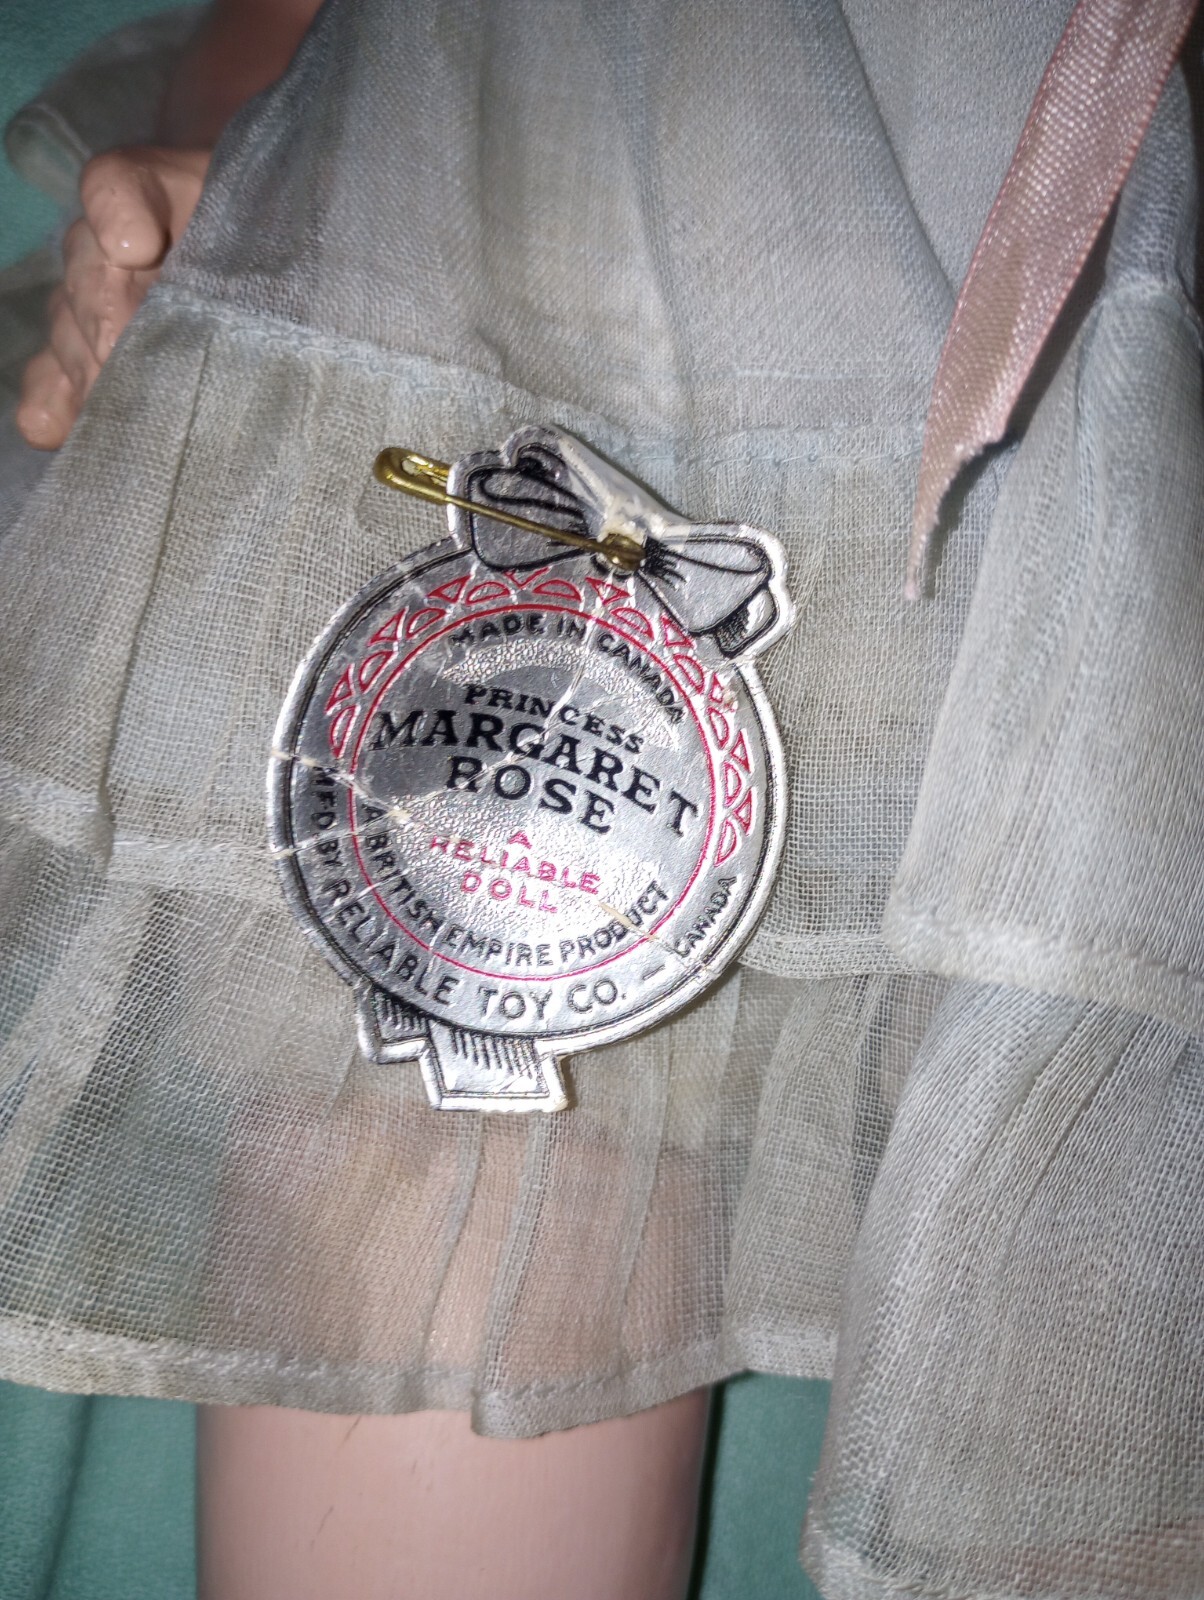 MADE IN CANADA
PRINCESS
MARGARET
ROSE
A
RELIABLE
DOLL
A BRITISH EMPIRE PRODUCT
MFD BY RELIABLE TOY CO. — CANADA